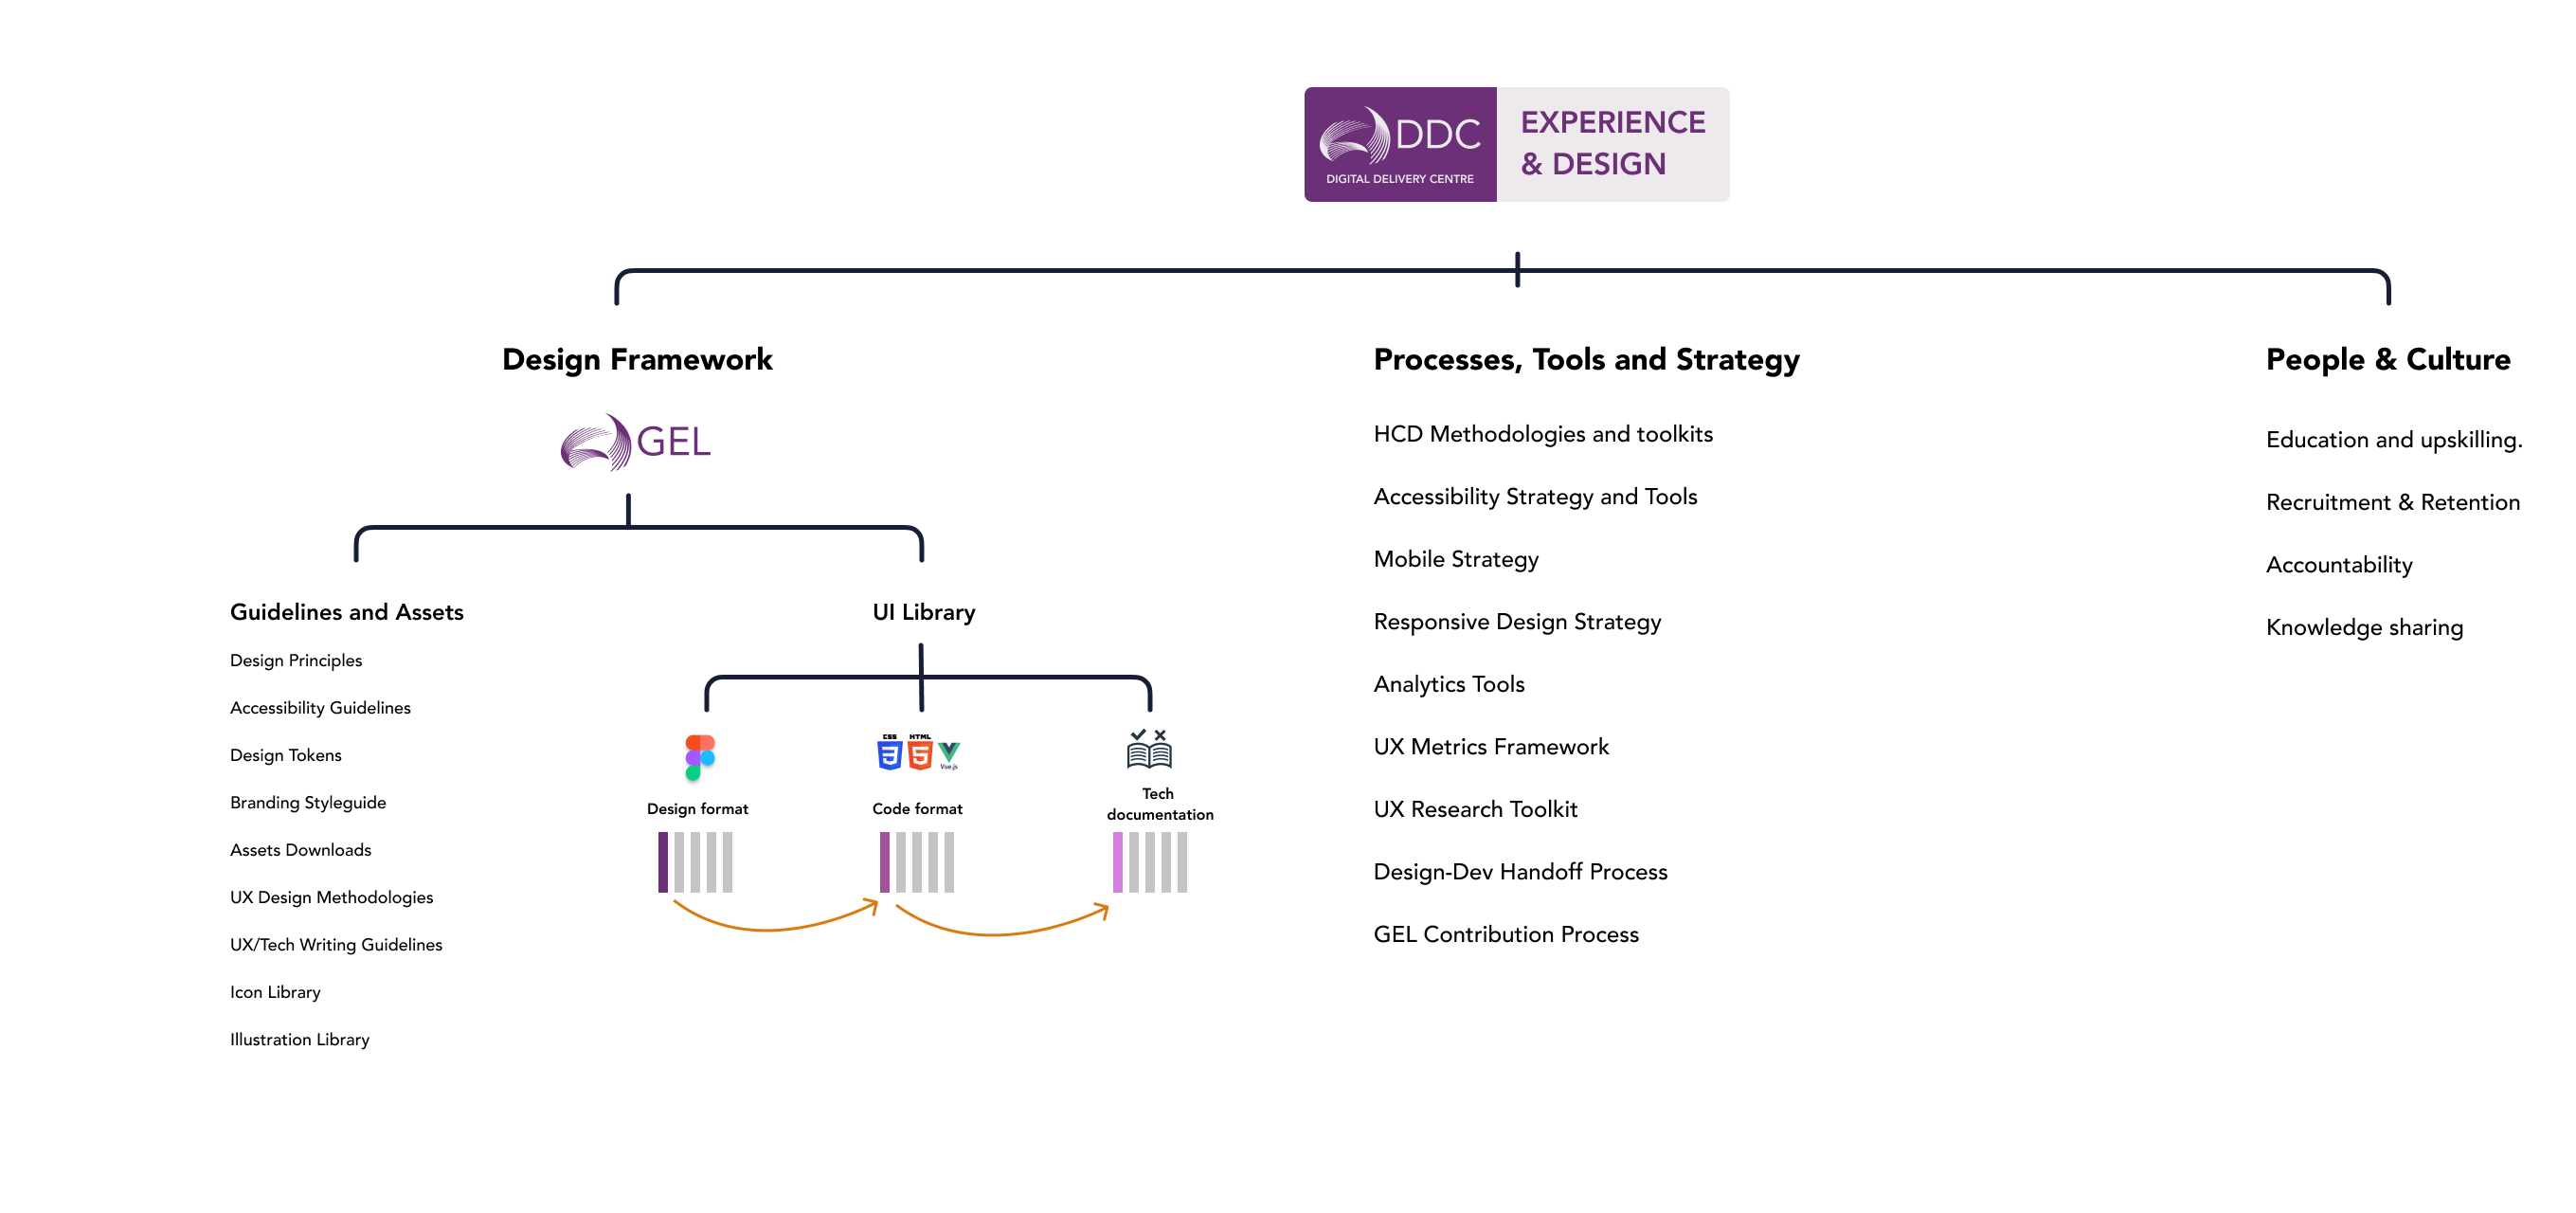 DDC
DIGITAL DELIVERY CENTRE
EXPERIENCE
& DESIGN
Design Framework
GEL
Guidelines and Assets
Design Principles
Accessibility Guidelines
Design Tokens
Branding Styleguide
Assets Downloads
UX Design Methodologies
UX/Tech Writing Guidelines
Icon Library
Illustration Library
UI Library
Design format
CSS
3
HTML
5
Vue.js
Code format
Tech
documentation
Processes, Tools and Strategy
HCD Methodologies and toolkits
Accessibility Strategy and Tools
Mobile Strategy
Responsive Design Strategy
Analytics Tools
UX Metrics Framework
UX Research Toolkit
Design-Dev Handoff Process
GEL Contribution Process
People & Culture
Education and upskilling.
Recruitment & Retention
Accountability
Knowledge sharing